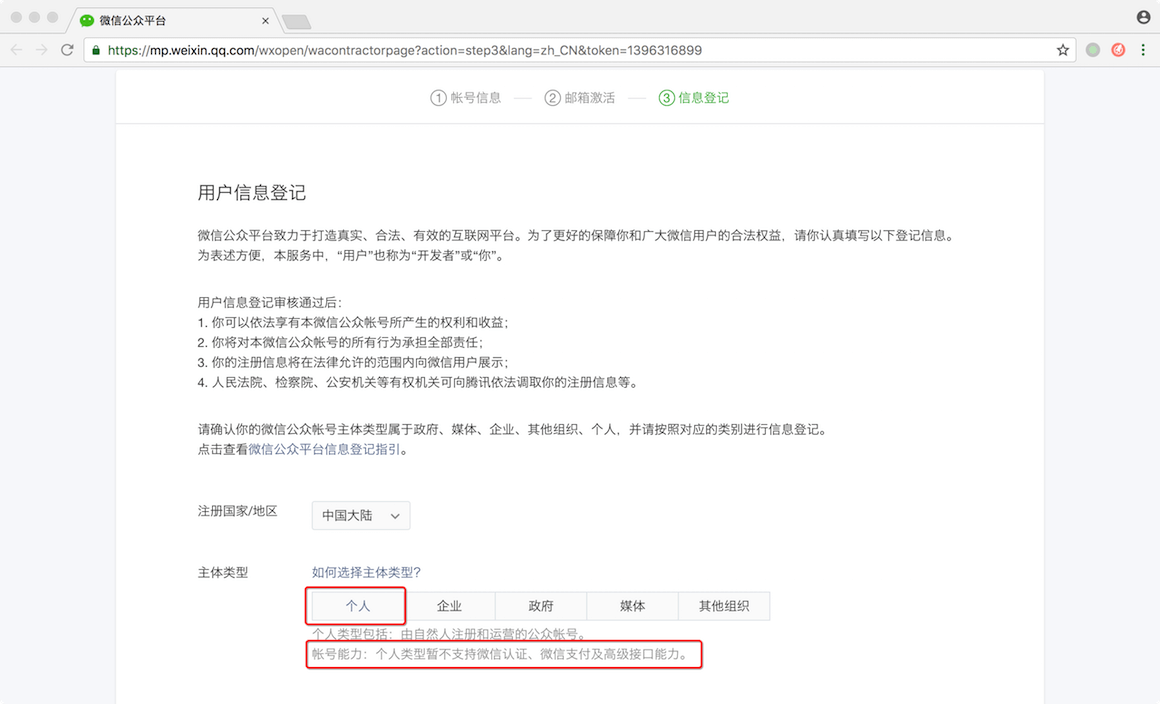 微信公众平台
https://mp.weixin.qq.com/wxopen/wacontractorpage?action=step3&lang=zh_CN&token=1396316899
1 帐号信息 2 邮箱激活 3 信息登记
用户信息登记
微信公众平台致力于打造真实、合法、有效的互联网平台。为了更好的保障你和广大微信用户的合法权益，请你认真填写以下登记信息。
为表述方便，本服务中，“用户”也称为“开发者”或“你”。
用户信息登记审核通过后：
1. 你可以依法享有本微信公众帐号所产生的权利和收益；
2. 你将对本微信公众帐号的所有行为承担全部责任；
3. 你的注册信息将在法律允许的范围内向微信用户展示；
4. 人民法院、检察院、公安机关等有权机关可向腾讯依法调取你的注册信息等。
请确认你的微信公众帐号主体类型属于政府、媒体、企业、其他组织、个人，并请按照对应的类别进行信息登记。
点击查看微信公众平台信息登记指引。
注册国家/地区 中国大陆
主体类型 如何选择主体类型?
个人 企业 政府 媒体 其他组织
个人类型包括：由自然人注册和运营的公众帐号。
帐号能力：个人类型暂不支持微信认证、微信支付及高级接口能力。